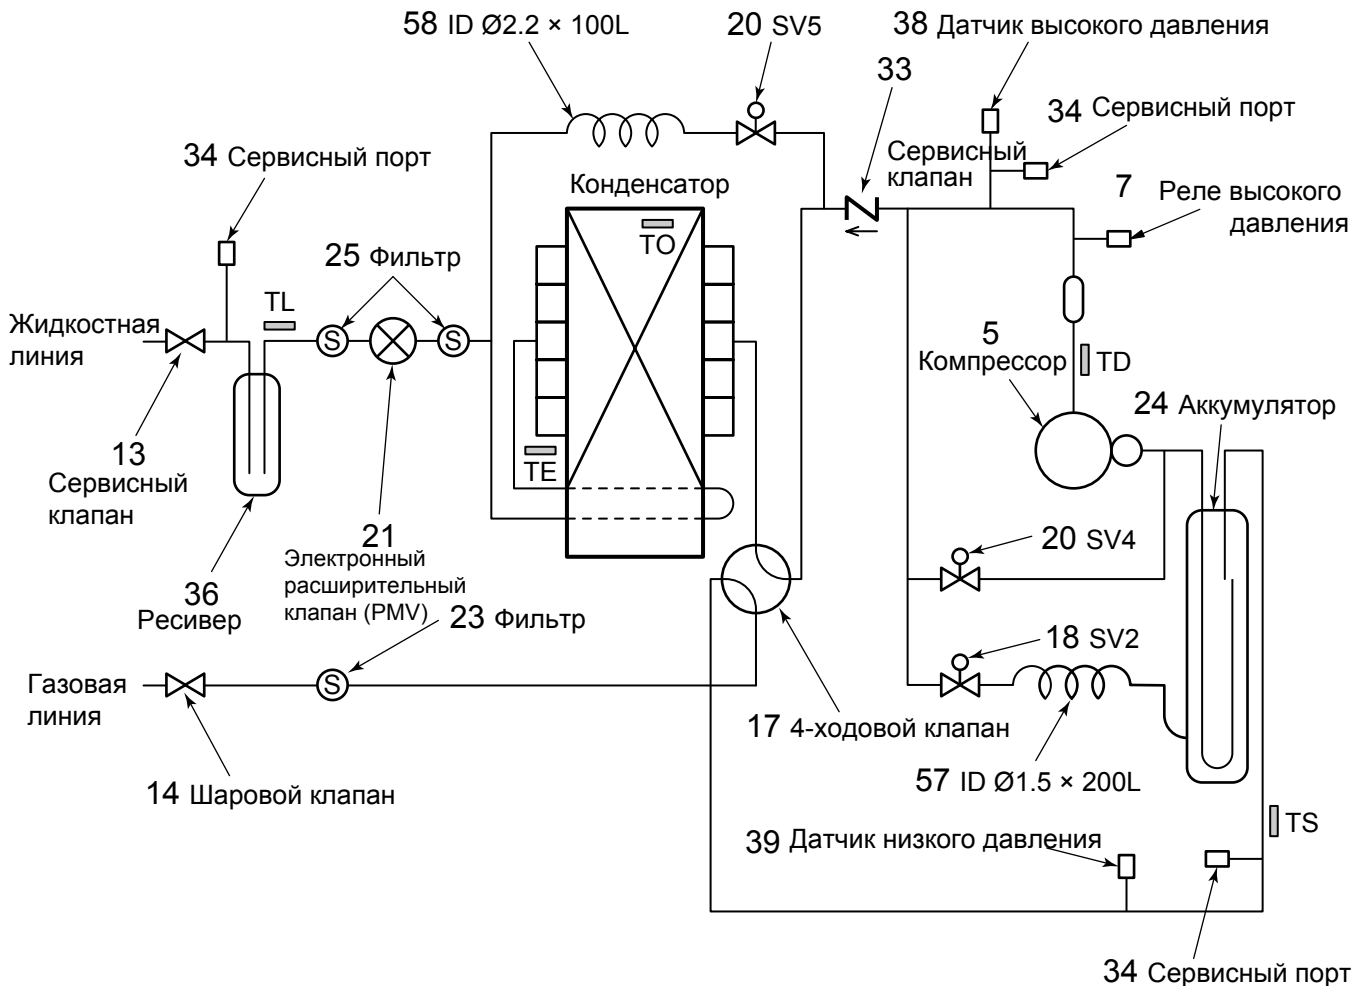 58 ID Ø2.2 × 100L
20 SV5
38 Датчик высокого давления
33
34 Сервисный порт
34 Сервисный порт
Сервисный
клапан
Конденсатор
7 Реле высокого
давления
TO
25 Фильтр
TL
S
S
Жидкостная
линия
5
Компрессор
TD
24 Аккумулятор
13
Сервисный
клапан
TE
21
Электронный
расширительный
клапан (PMV)
20 SV4
36
Ресивер
23 Фильтр
18 SV2
Газовая
линия
S
17 4-ходовой клапан
14 Шаровой клапан
57 ID Ø1.5 × 200L
TS
39 Датчик низкого давления
34 Сервисный порт